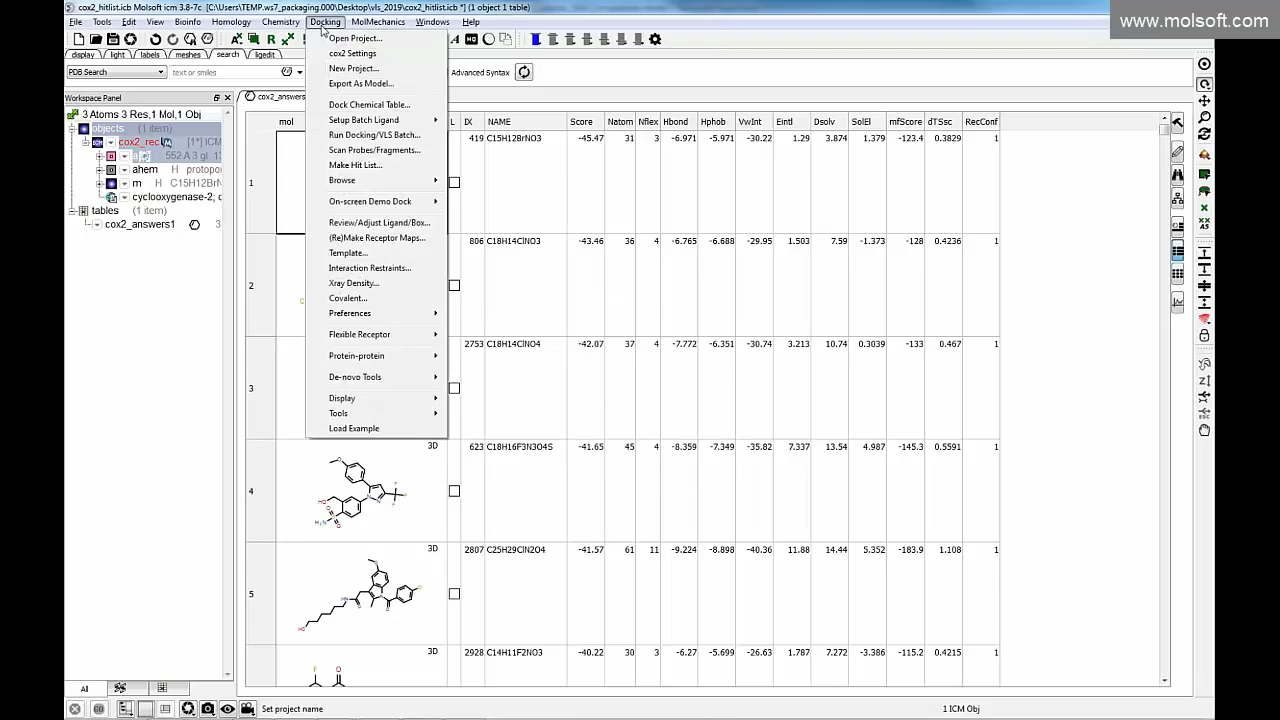 cox2_hitlist.icb Molsoft icm 3.8-7c [C:\Users\TEMP.ws7_packaging.000\Desktop\vls_2019\cox2_hitlist.icb *] (1 object 1 table)
www.molsoft.com
File Tools Edit View Bioinfo Homology Chemistry Docking MolMechanics Windows Help
display light labels meshes search ligedit
PDB Search text or smiles Advanced Syntax
Workspace Panel
cox2_answers
3 Atoms 3 Res,1 Mol,1 Obj
objects (1 item)
cox2_rec [1*] ICM
a 552 A 3 gl
ahem H protopo
m C15H12BrN
cyclooxygenase-2;
tables (1 item)
cox2_answers1 3
Open Project...
cox2 Settings
New Project...
Export As Model...
Dock Chemical Table...
Setup Batch Ligand
Run Docking/VLS Batch...
Scan Probes/Fragments...
Make Hit List...
Browse
On-screen Demo Dock
Review/Adjust Ligand/Box...
(Re)Make Receptor Maps...
Template...
Interaction Restraints...
Xray Density...
Covalent...
Preferences
Flexible Receptor
Protein-protein
De-novo Tools
Display
Tools
Load Example
mol L IX NAME Score Natom Nflex Hbond Hphob VwInt Eintl Dsolv SolEl mfScore dTSsc RecConf
1 419 C15H12BrNO3 -45.47 31 3 -6.971 -5.971 -30.22 1.29 3.874 1.379 -123.4 0.3829 1
2 806 C18H14ClNO3 -43.46 36 4 -6.765 -6.688 -29.95 1.503 7.59 -1.373 -128 0.4236 1
3 2753 C18H14ClNO4 -42.07 37 4 -7.772 -6.351 -30.74 3.213 10.74 0.3039 -133 0.467 1
4 3D 623 C18H16F3N3O4S -41.65 45 4 -8.359 -7.349 -35.82 7.337 13.54 4.987 -145.3 0.5591 1
5 3D 2807 C25H29ClN2O4 -41.57 61 11 -9.224 -8.898 -40.36 11.88 14.44 5.352 -183.9 1.108 1
3D 2928 C14H11F2NO3 -40.22 30 3 -6.27 -5.699 -26.63 1.787 7.272 -3.386 -115.2 0.4215 1
All
Set project name
1 ICM Obj